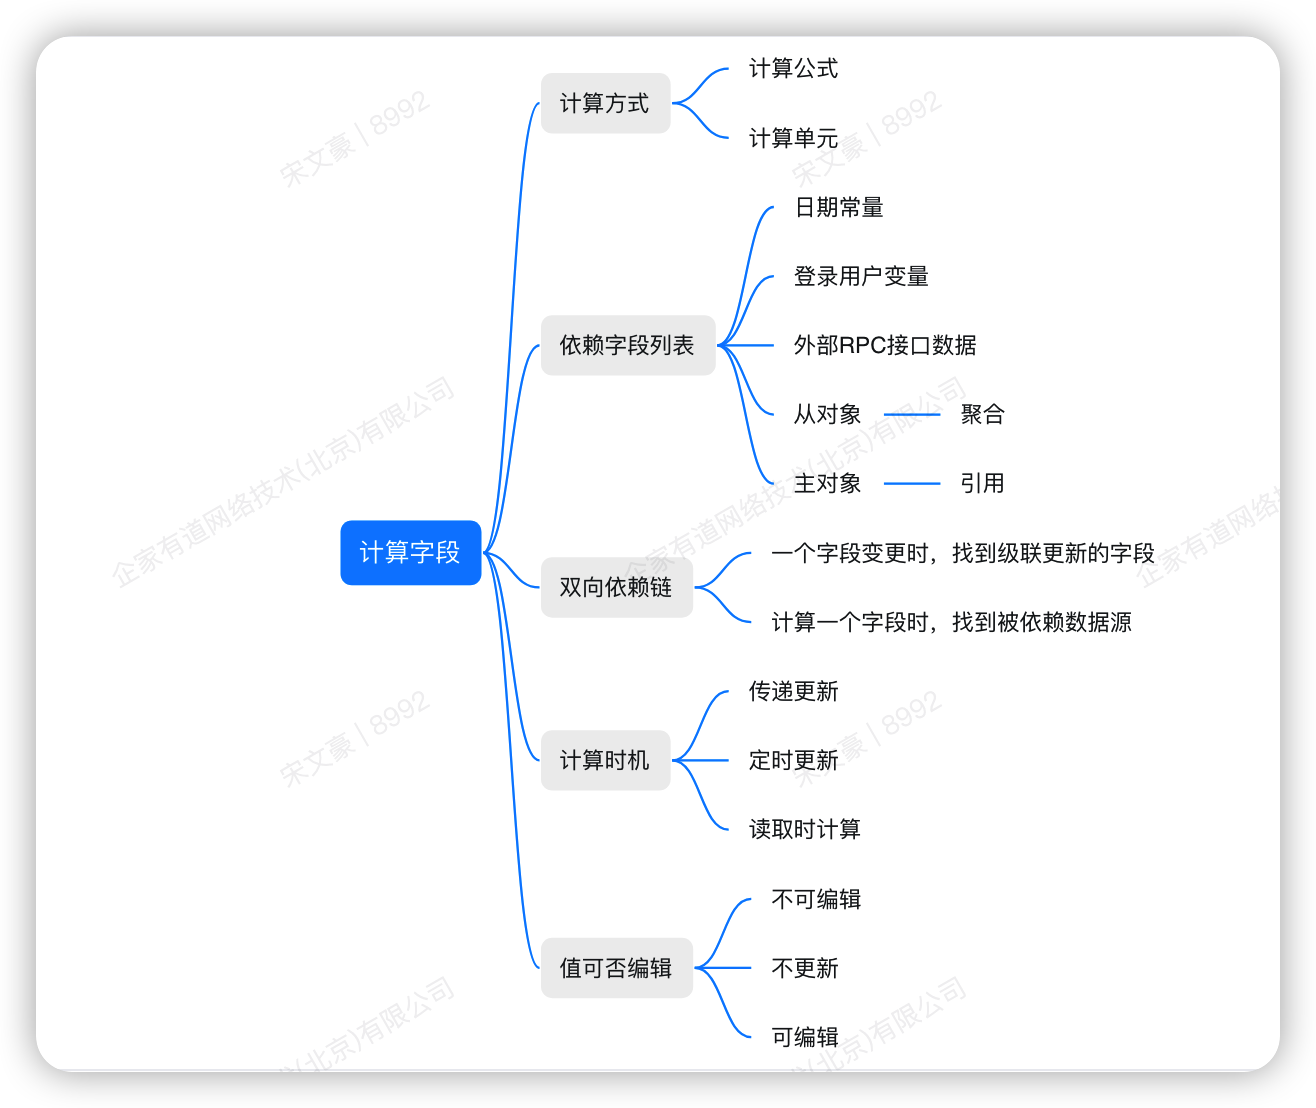 计算字段
计算方式
计算公式
计算单元
依赖字段列表
日期常量
登录用户变量
外部RPC接口数据
从对象
聚合
主对象
引用
双向依赖链
一个字段变更时，找到级联更新的字段
计算一个字段时，找到被依赖数据源
计算时机
传递更新
定时更新
读取时计算
值可否编辑
不可编辑
不更新
可编辑
宋文豪 | 8992
宋文豪 | 8992
企家有道网络技术(北京)有限公司
企家有道网络技术(北京)有限公司
企家有道网络技术
宋文豪 | 8992
宋文豪 | 8992
(北京)有限公司
(北京)有限公司